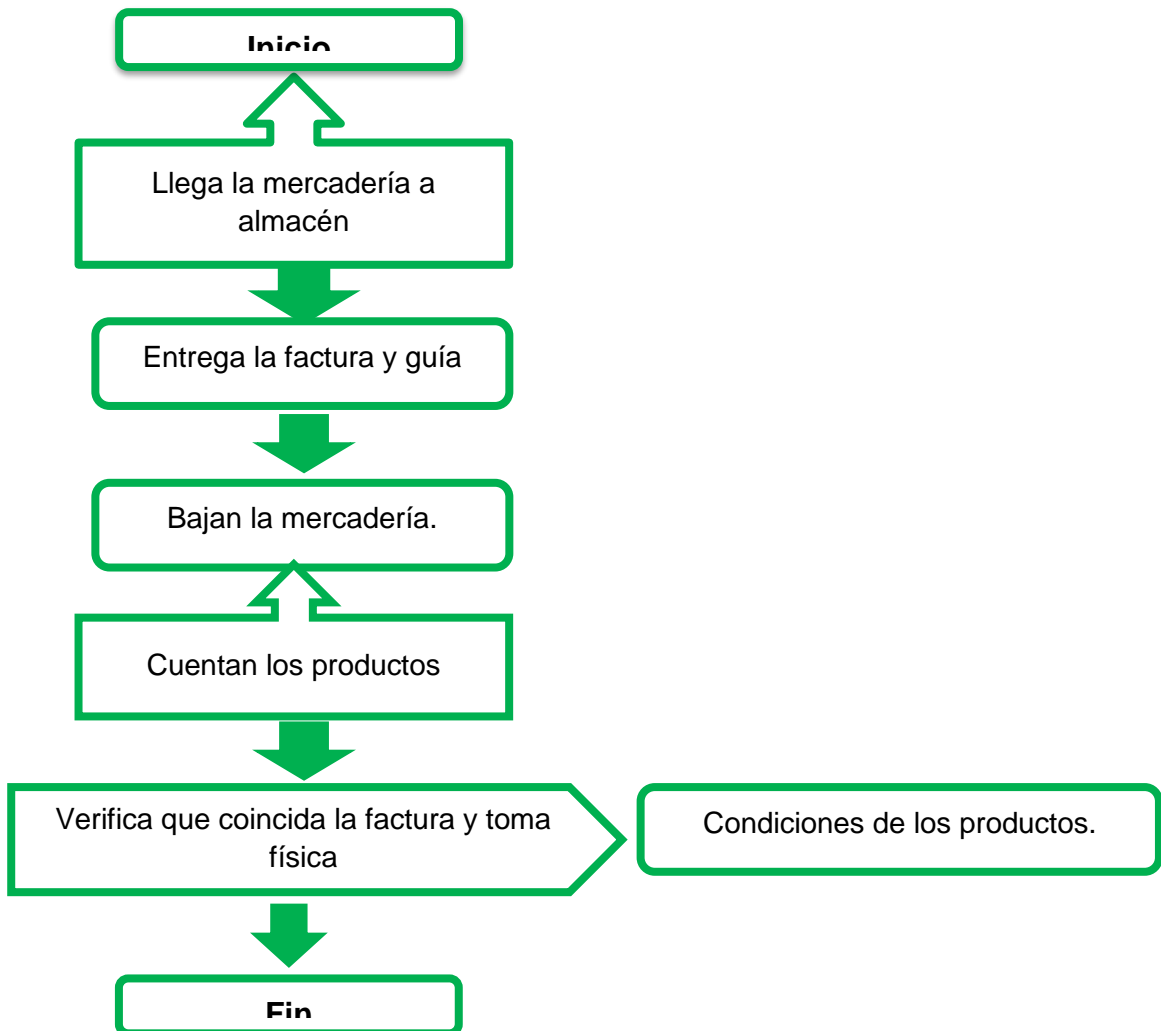 Inicio
Llega la mercadería a
almacén
Entrega la factura y guía
Bajan la mercadería.
Cuentan los productos
Verifica que coincida la factura y toma
física
Condiciones de los productos.
Fin